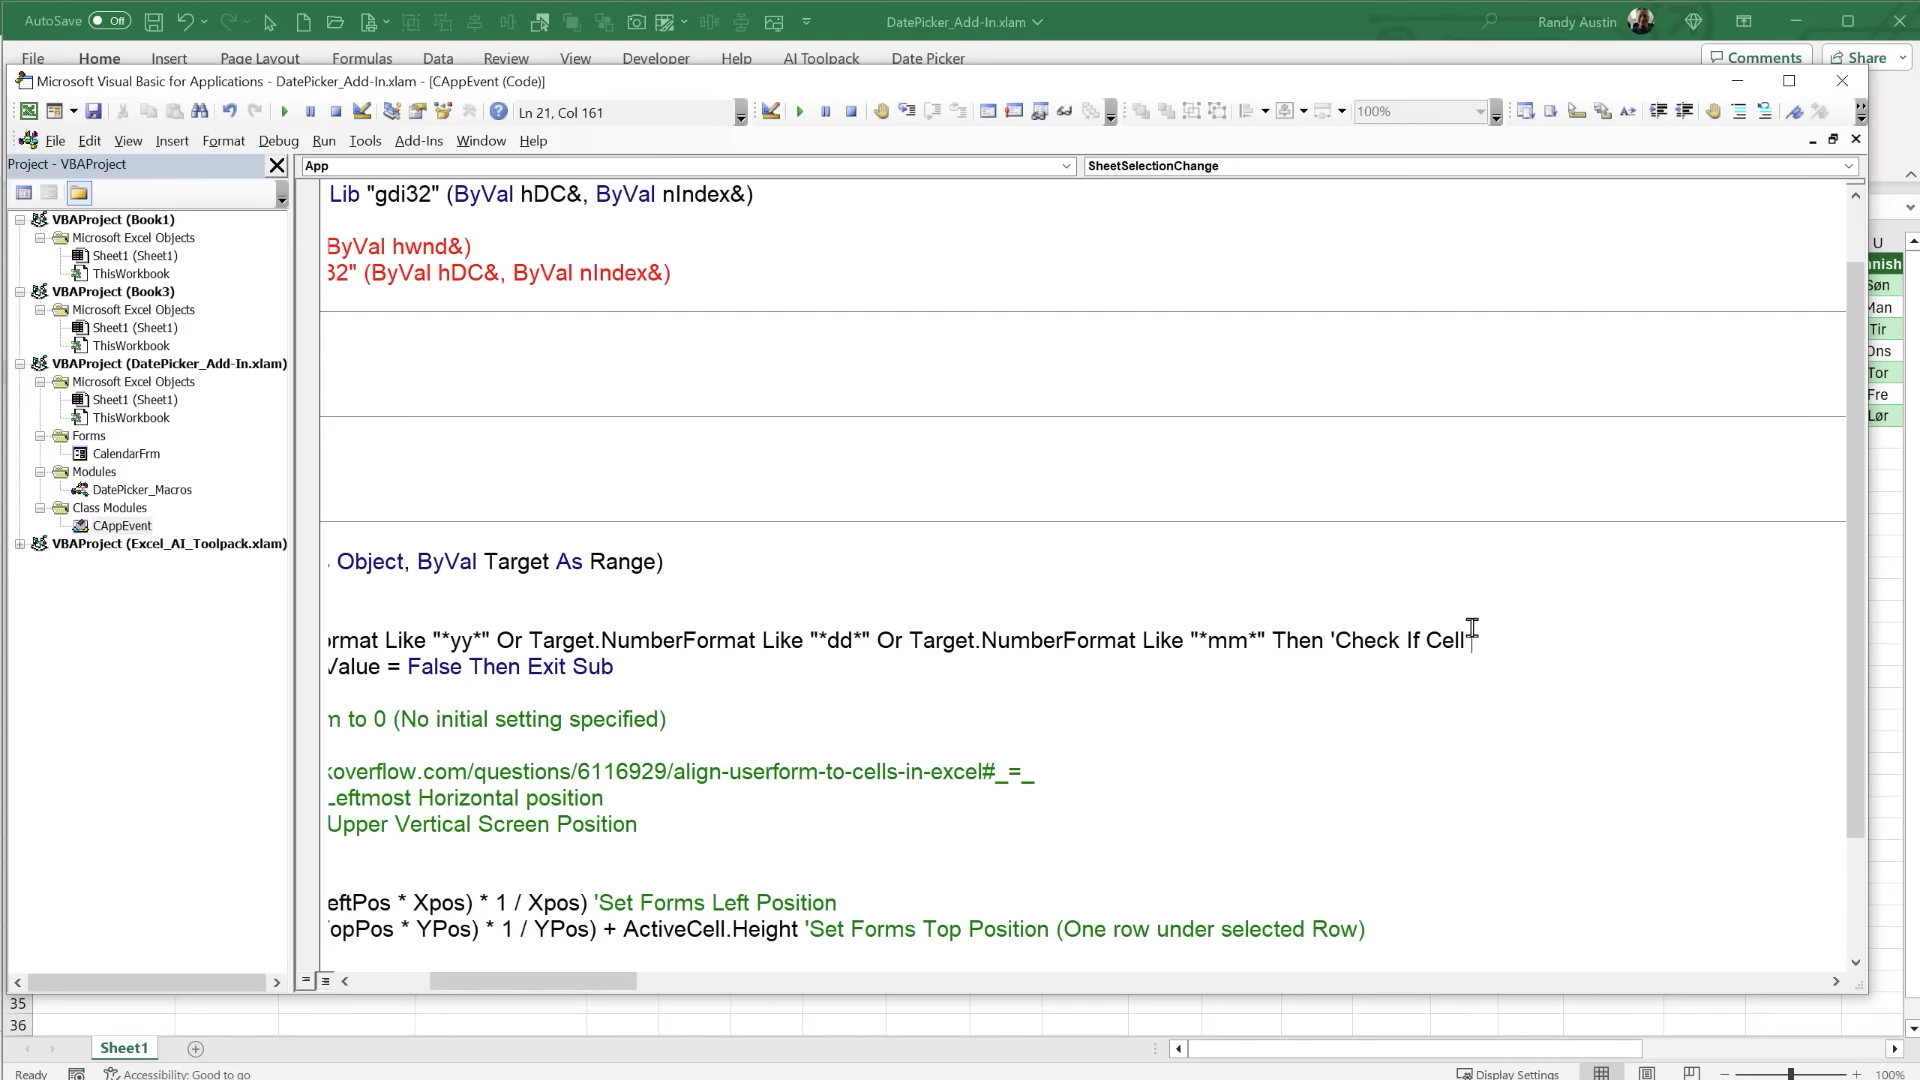 AutoSave Off DatePicker_Add-In.xlam Randy Austin
File Home Insert Page Layout Formulas Data Review View Developer Help AI Toolpack Date Picker Comments Share
Microsoft Visual Basic for Applications - DatePicker_Add-In.xlam - [CAppEvent (Code)]
Ln 21, Col 161 100%
File Edit View Insert Format Debug Run Tools Add-Ins Window Help
Project - VBAProject
App SheetSelectionChange
VBAProject (Book1)
Microsoft Excel Objects
Sheet1 (Sheet1)
ThisWorkbook
VBAProject (Book3)
Microsoft Excel Objects
Sheet1 (Sheet1)
ThisWorkbook
VBAProject (DatePicker_Add-In.xlam)
Microsoft Excel Objects
Sheet1 (Sheet1)
ThisWorkbook
Forms
CalendarFrm
Modules
DatePicker_Macros
Class Modules
CAppEvent
VBAProject (Excel_AI_Toolpack.xlam)
Lib "gdi32" (ByVal hDC&, ByVal nIndex&)
ByVal hwnd&)
32" (ByVal hDC&, ByVal nIndex&)
Object, ByVal Target As Range)
ormat Like "*yy*" Or Target.NumberFormat Like "*dd*" Or Target.NumberFormat Like "*mm*" Then 'Check If Cell
Value = False Then Exit Sub
m to 0 (No initial setting specified)
koverflow.com/questions/6116929/align-userform-to-cells-in-excel#_=_
Leftmost Horizontal position
Upper Vertical Screen Position
eftPos * Xpos) * 1 / Xpos) 'Set Forms Left Position
TopPos * YPos) * 1 / YPos) + ActiveCell.Height 'Set Forms Top Position (One row under selected Row)
U
nnish
Søn
Man
Tir
Ons
Tor
Fre
Lør
35
36
Sheet1
Ready Accessibility: Good to go Display Settings 100%